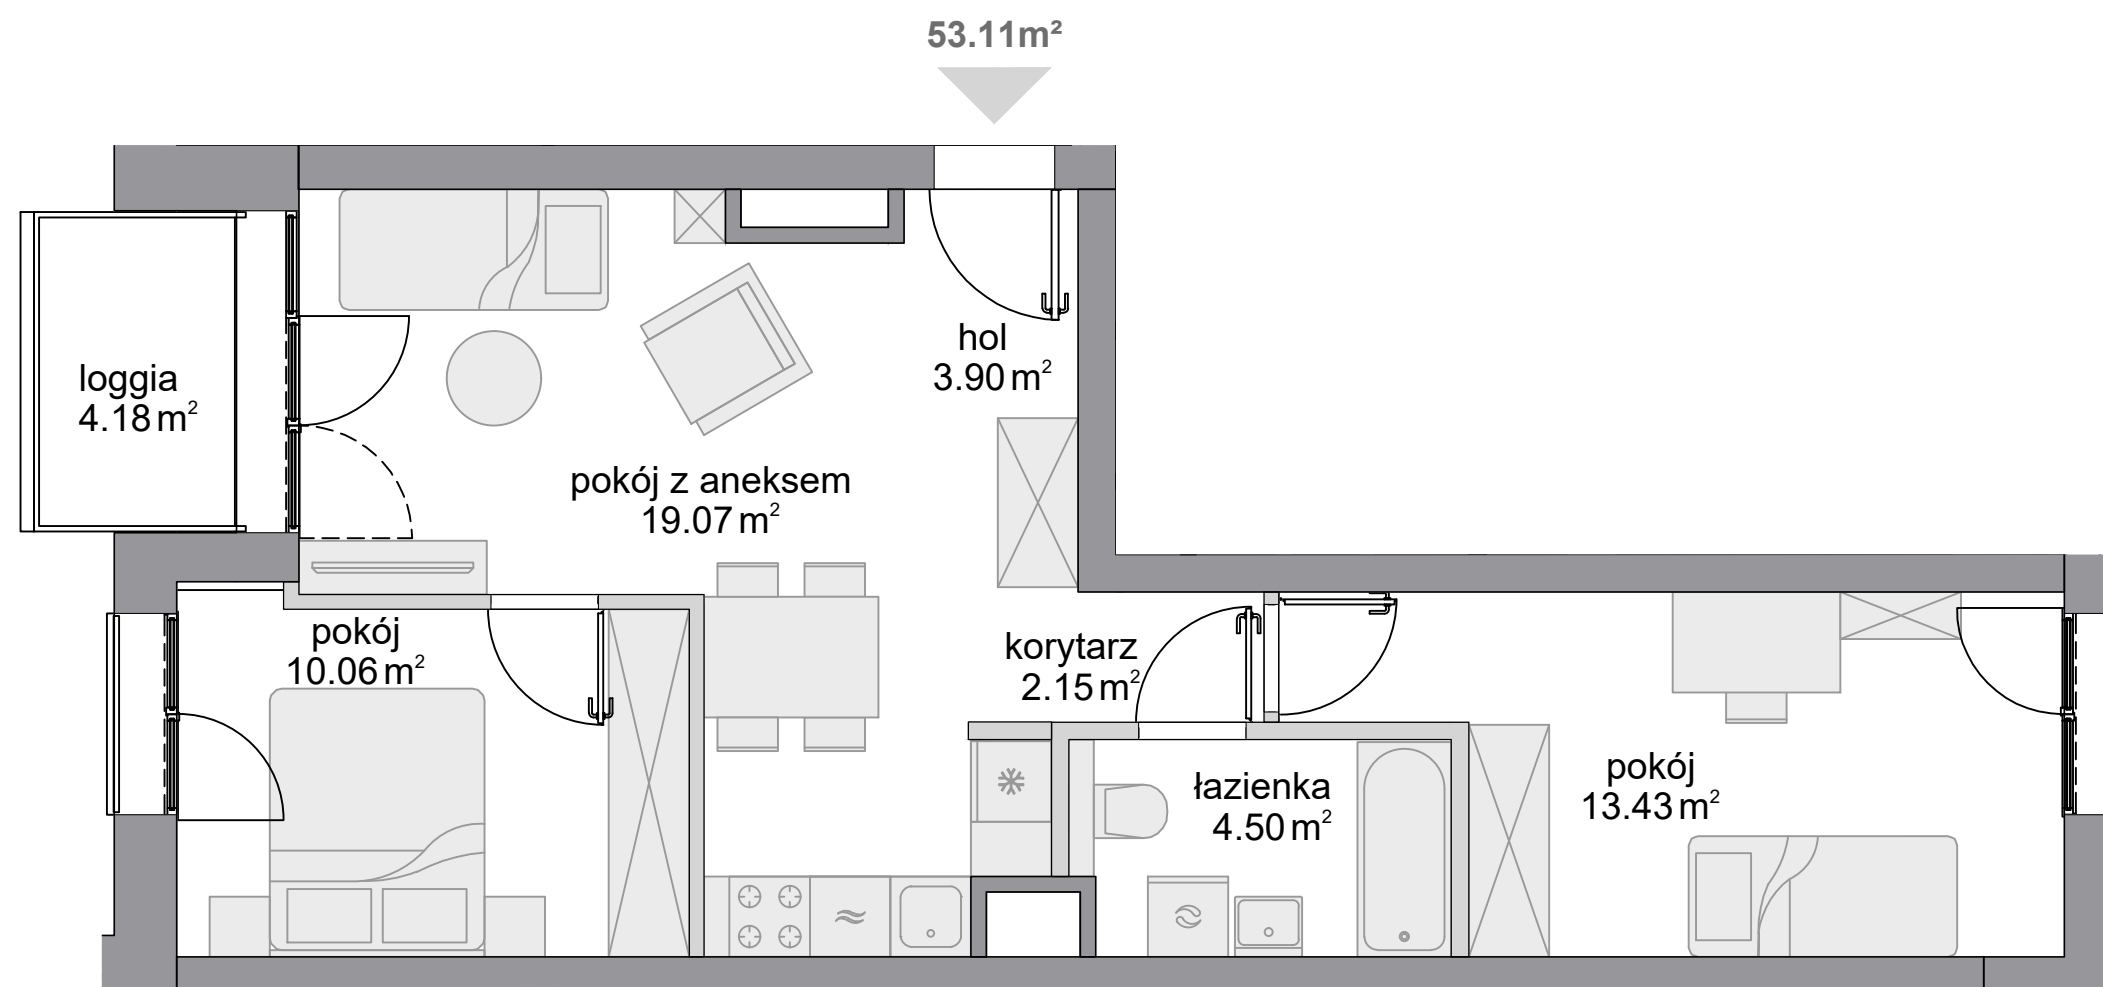 53.11m²
hol
3.90 m²
loggia
4.18 m²
pokój z aneksem
19.07 m²
pokój
10.06 m²
korytarz
2.15 m²
łazienka
4.50 m²
pokój
13.43 m²